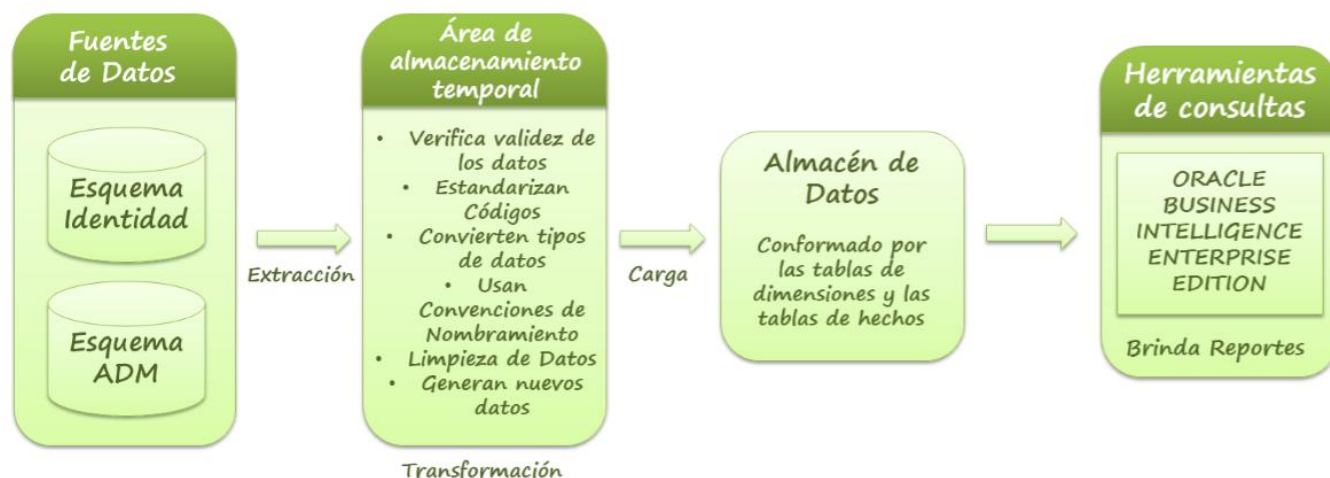 Fuentes
de Datos
Esquema
Identidad
Esquema
ADM
Extracción
Área de
almacenamiento
temporal
• Verifica validez de
los datos
• Estandarizan
Códigos
• Convierten tipos
de datos
• Usan
Convenciones de
Nombramiento
• Limpieza de Datos
• Generan nuevos
datos
Transformación
Carga
Almacén de
Datos
Conformado por
las tablas de
dimensiones y las
tablas de hechos
Herramientas
de consultas
ORACLE
BUSINESS
INTELLIGENCE
ENTERPRISE
EDITION
Brinda Reportes